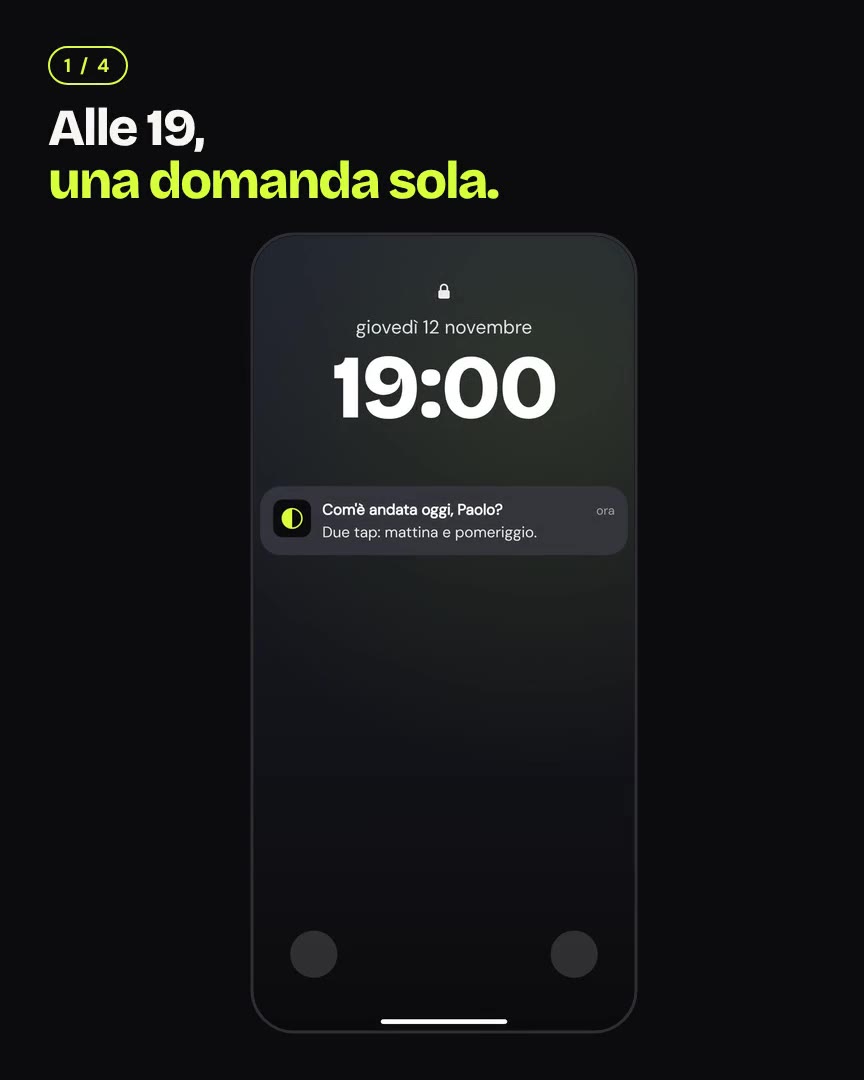 1 / 4
Alle 19,
una domanda sola.
giovedì 12 novembre
19:00
Com'è andata oggi, Paolo?
ora
Due tap: mattina e pomeriggio.